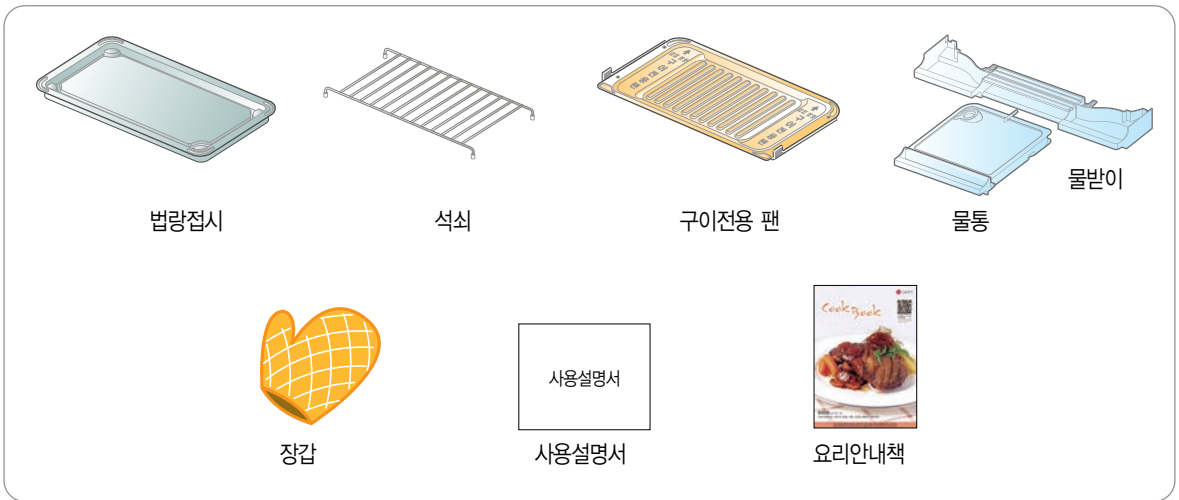 법랑접시
석쇠
구이전용 팬
물통
물받이
장갑
사용설명서
사용설명서
Cook Book
요리안내책